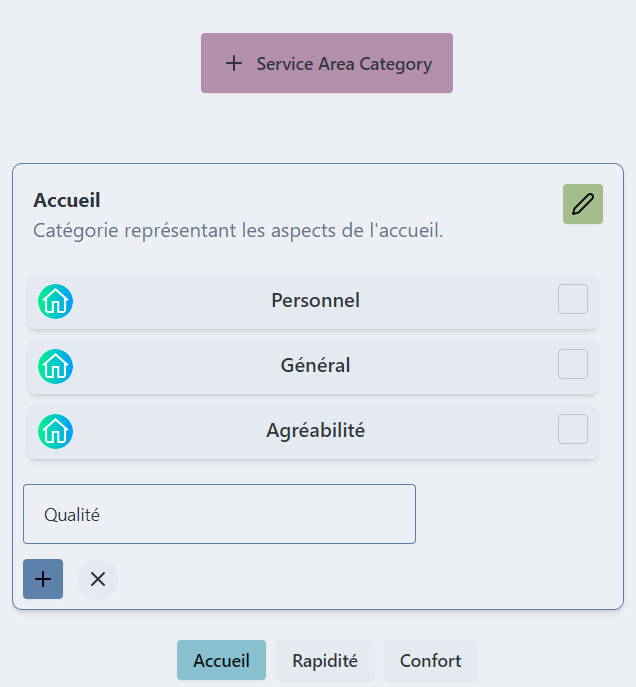 Service Area Category
Accueil
Catégorie représentant les aspects de l'accueil.
Personnel
Général
Agréabilité
Qualité
Accueil Rapidité Confort